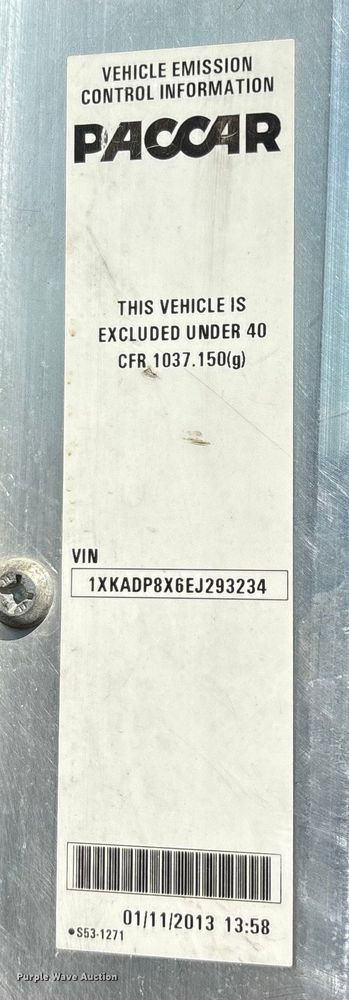 VEHICLE EMISSION
CONTROL INFORMATION
PACCAR
THIS VEHICLE IS
EXCLUDED UNDER 40
CFR 1037.150(g)
VIN
1XKADP8X6EJ293234
01/11/2013 13:58
•S53-1271
Purple Wave Auction